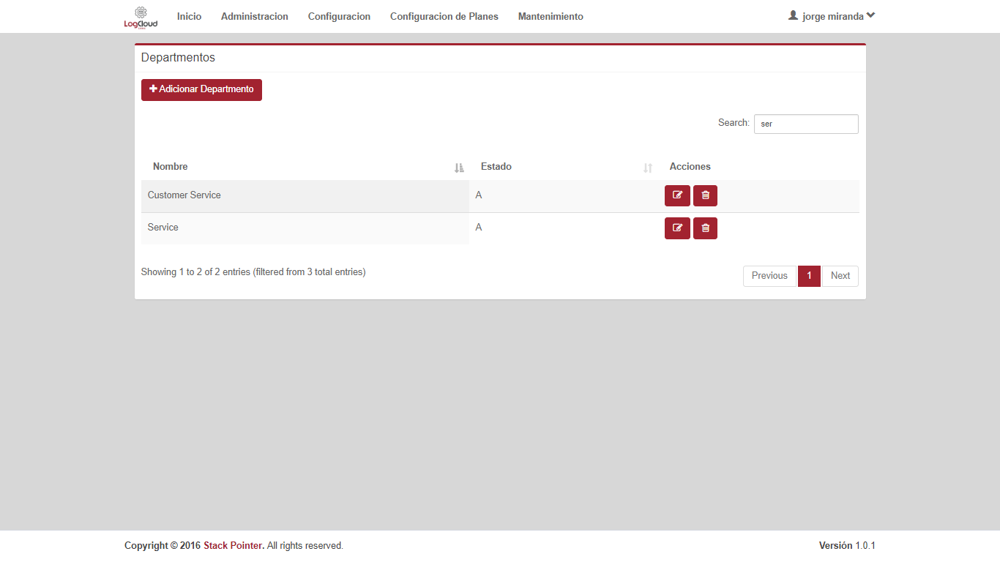 LogCloud
Inicio
Administracion
Configuracion
Configuracion de Planes
Mantenimiento
jorge miranda
Departmentos
Adicionar Departmento
Search: ser
Nombre Estado Acciones
Customer Service A
Service A
Showing 1 to 2 of 2 entries (filtered from 3 total entries)
Previous 1 Next
Copyright © 2016 Stack Pointer. All rights reserved.
Versión 1.0.1